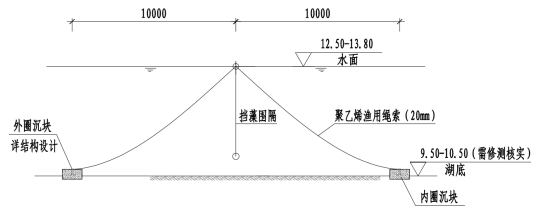 10000
10000
12.50-13.80
水面
外圈沉块
详结构设计
挡藻围隔
聚乙烯渔用绳索（20mm）
9.50-10.50（需修测核实）
湖底
内圈沉块